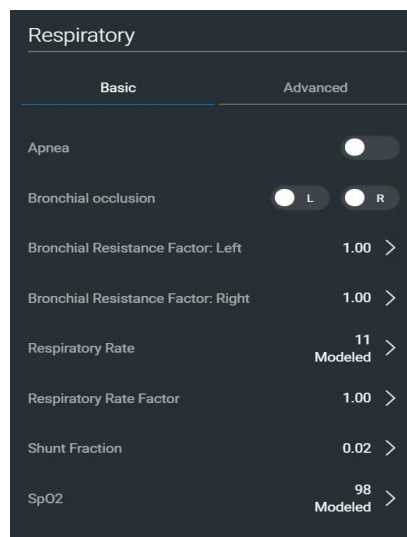 Respiratory
Basic Advanced
Apnea
Bronchial occlusion L R
Bronchial Resistance Factor: Left 1.00
Bronchial Resistance Factor: Right 1.00
Respiratory Rate 11
Modeled
Respiratory Rate Factor 1.00
Shunt Fraction 0.02
SpO2 98
Modeled